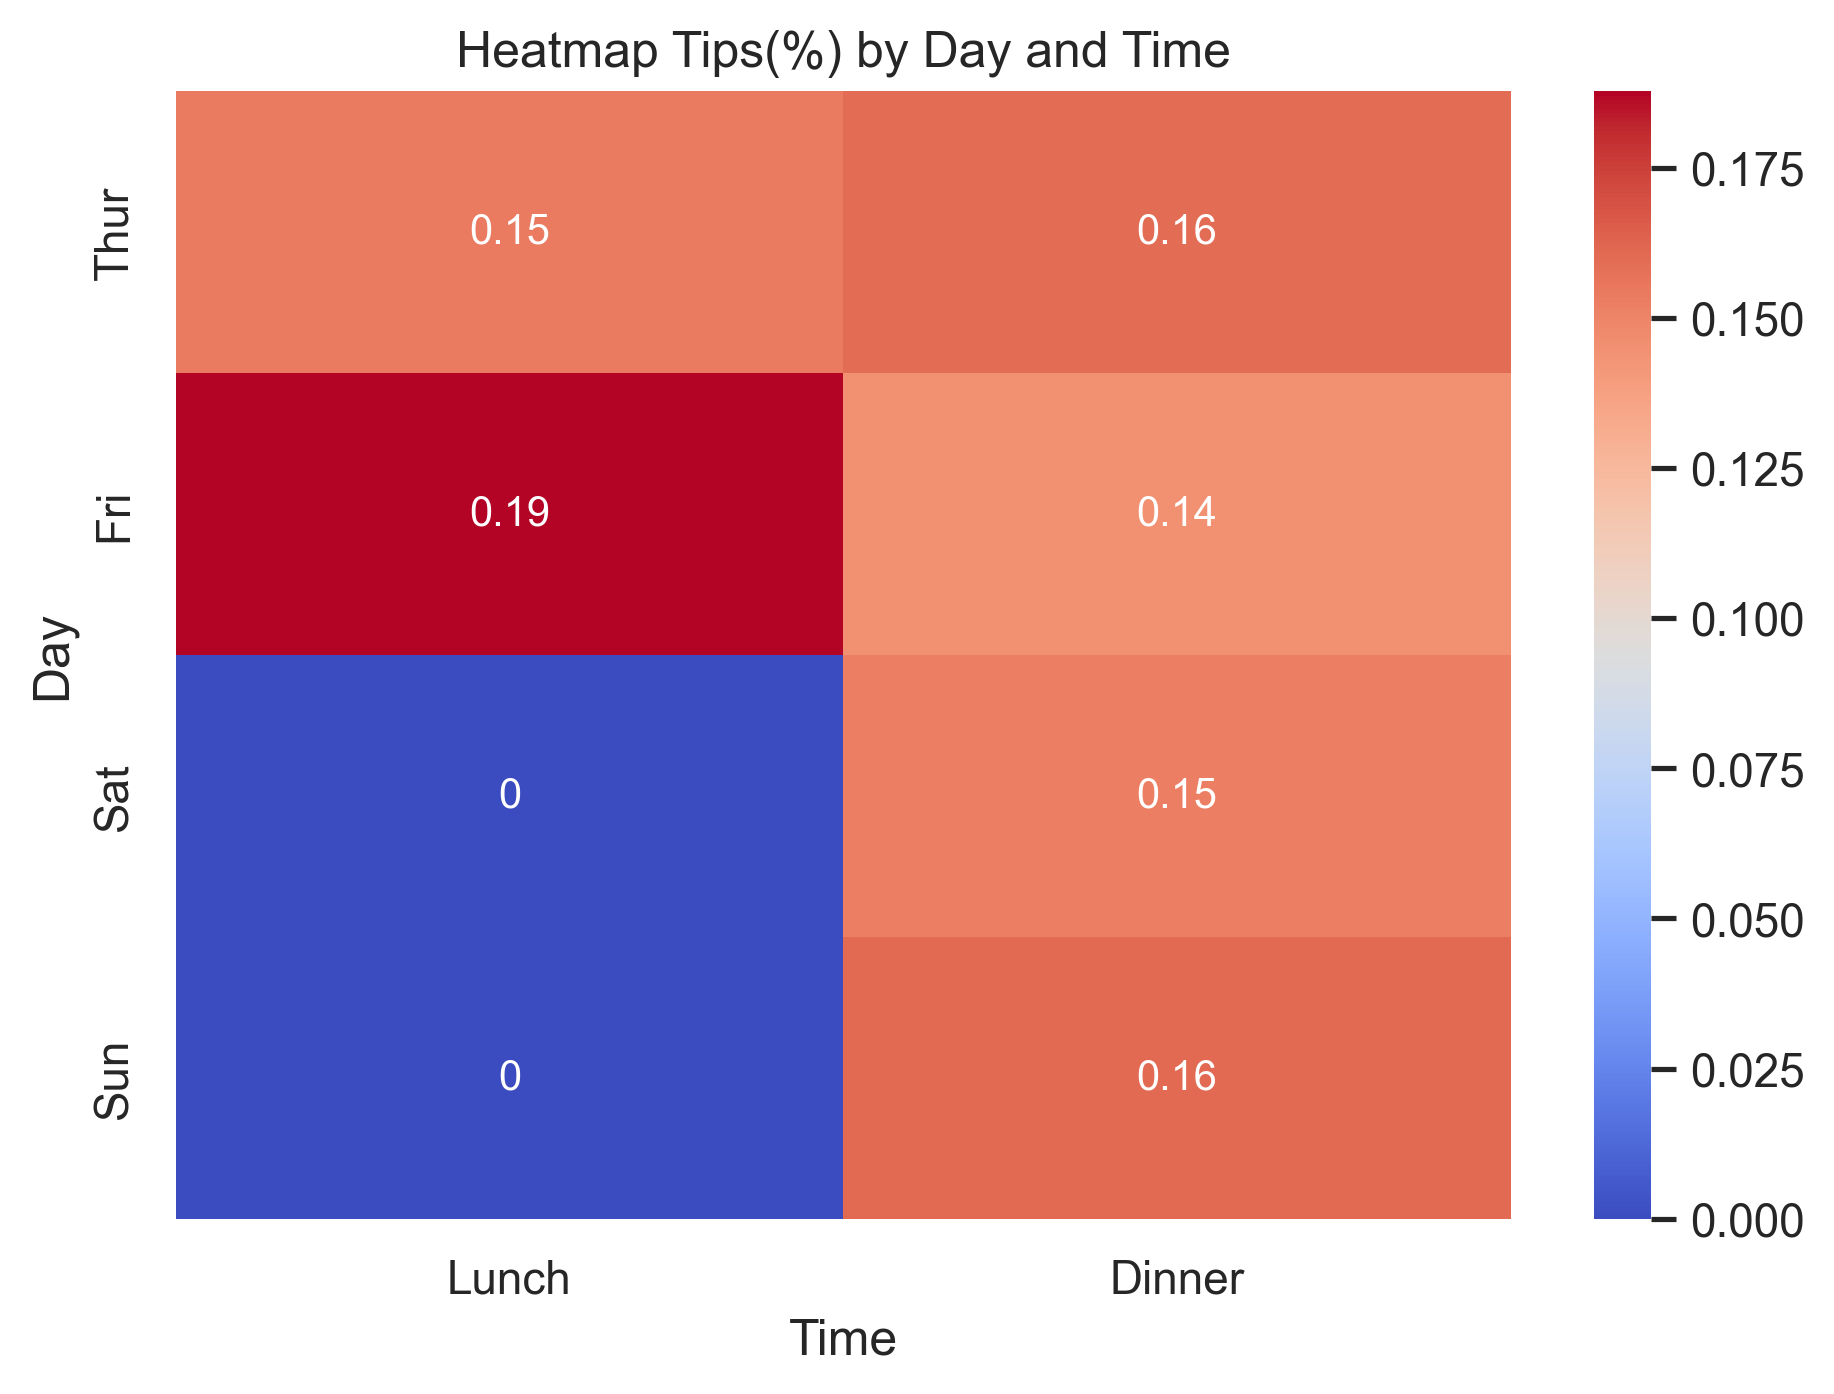 Heatmap Tips(%) by Day and Time
Day
Thur
0.15
0.16
Fri
0.19
0.14
Sat
0
0.15
Sun
0
0.16
Lunch
Dinner
Time
0.175
0.150
0.125
0.100
0.075
0.050
0.025
0.000